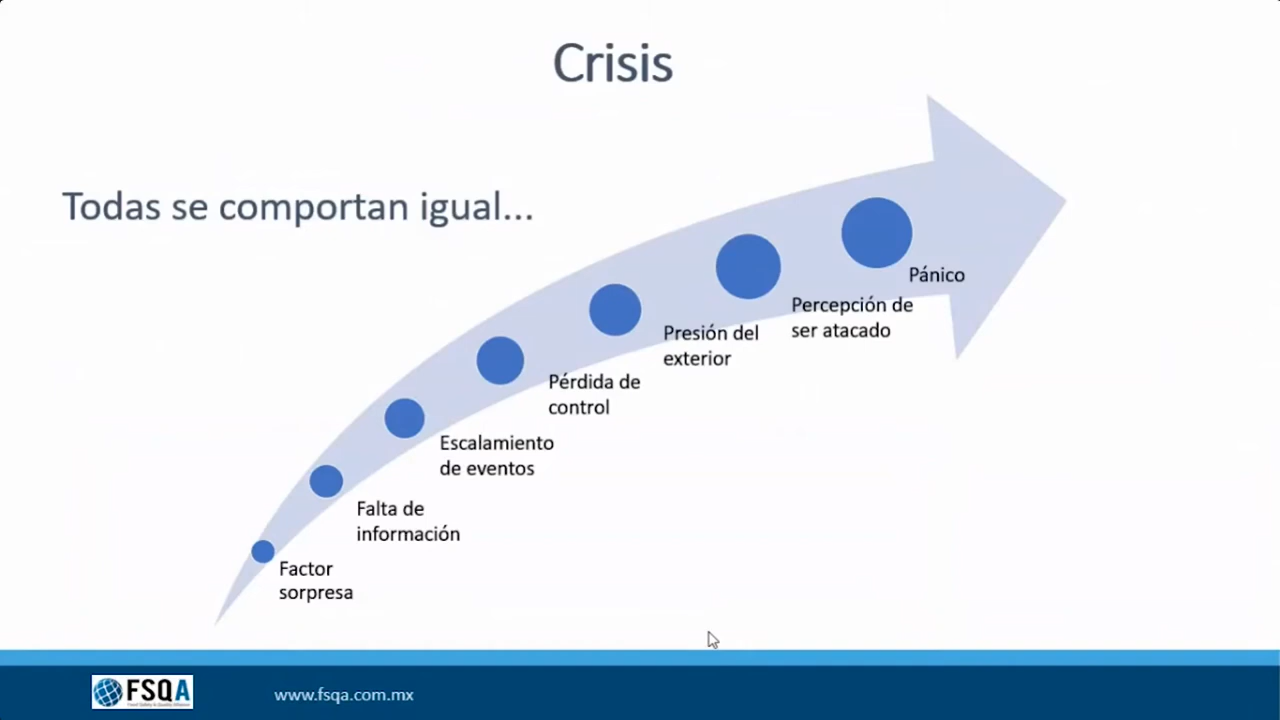 Crisis
Todas se comportan igual...
Pánico
Percepción de
ser atacado
Presión del
exterior
Pérdida de
control
Escalamiento
de eventos
Falta de
información
Factor
sorpresa
FSQA
www.fsqa.com.mx